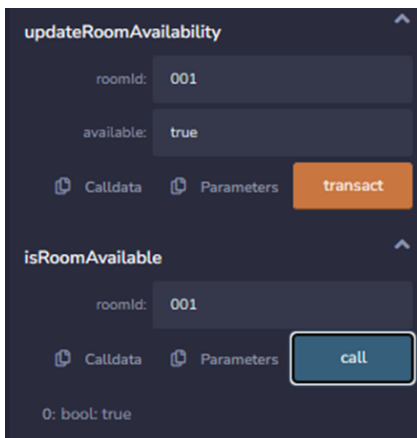 updateRoomAvailability
roomId: 001
available: true
Calldata Parameters transact
isRoomAvailable
roomId: 001
Calldata Parameters call
0: bool: true